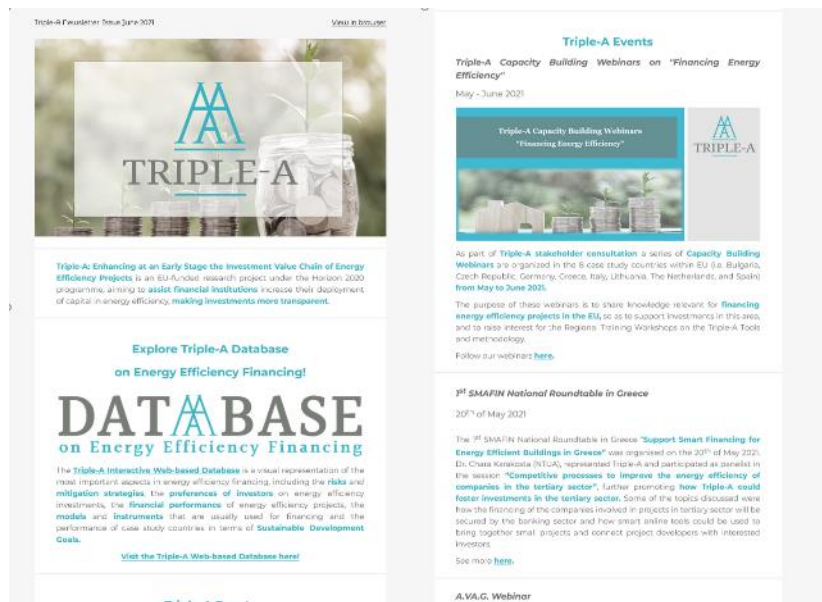 Triple-A Newsletter Issue June 2021
View in browser
TRIPLE-A
Triple-A: Enhancing at an Early Stage the Investment Value Chain of Energy
Efficiency Projects is an EU-funded research project under the Horizon 2020
programme, aiming to assist financial institutions increase their deployment
of capital in energy efficiency, making investments more transparent.
Explore Triple-A Database
on Energy Efficiency Financing!
DATABASE
on Energy Efficiency Financing
The Triple-A Interactive Web-based Database is a visual representation of the
most important aspects in energy efficiency financing, including the risks and
mitigation strategies, the preferences of investors on energy efficiency
investments, the financial performance of energy efficiency projects, the
models and instruments that are usually used for financing and the
performance of case study countries in terms of Sustainable Development
Goals.
Visit the Triple-A Web-based Database here!
Triple-A Events
Triple-A Capacity Building Webinars on "Financing Energy
Efficiency"
May - June 2021
Triple-A Capacity Building Webinars
"Financing Energy Efficiency"
TRIPLE-A
As part of Triple-A stakeholder consultation a series of Capacity Building
Webinars are organized in the 8 case study countries within EU (i.e. Bulgaria,
Czech Republic, Germany, Greece, Italy, Lithuania, The Netherlands, and Spain)
from May to June 2021.
The purpose of these webinars is to share knowledge relevant for financing
energy efficiency projects in the EU, so as to support investments in this area,
and to raise interest for the Regional Training Workshops on the Triple-A Tools
and methodology.
Follow our webinars here.
1st SMAFIN National Roundtable in Greece
20th of May 2021
The 1st SMAFIN National Roundtable in Greece "Support Smart Financing for
Energy Efficient Buildings in Greece" was organised on the 20th of May 2021.
Dr. Chara Karakosta (NTUA), represented Triple-A and participated as panelist in
the session "Competitive processes to improve the energy efficiency of
companies in the tertiary sector", further promoting how Triple-A could
foster investments in the tertiary sector. Some of the topics discussed were
how the financing of the companies involved in projects in tertiary sector will be
secured by the banking sector and how smart online tools could be used to
bring together small projects and connect project developers with interested
investors.
See more here.
A.VA.G. Webinar